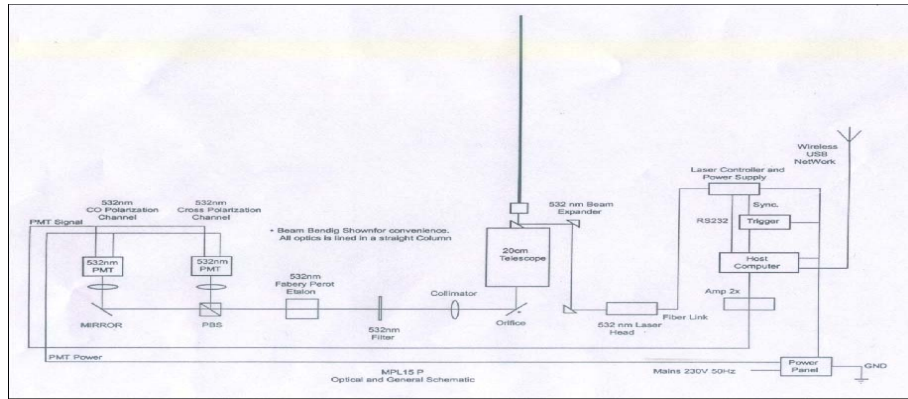 Wireless
USB
NetWork
Laser Controller and
Power Supply
Sync.
RS232
Trigger
Host
Computer
Amp 2x
532 nm Beam
Expander
20cm
Telescope
532nm
CO Polarization
Channel
532nm
Cross Polarization
Channel
PMT Signal
+ Beam Bendig Shownfor convenience.
All optics is lined in a straight Column
532nm
PMT
532nm
PMT
532nm
Fabery Perot
Etalon
Collimator
MIRROR
PBS
532nm
Filter
Orifice
532 nm Laser
Head
Fiber Link
PMT Power
MPL15 P
Optical and General Schematic
Mains 230V 50Hz
Power
Panel
GND